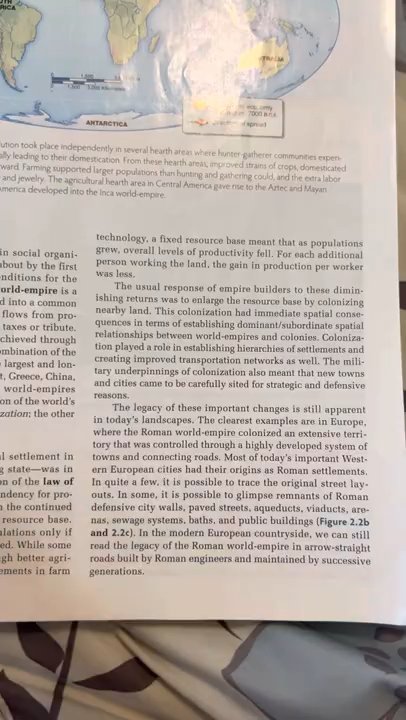 RICA
TRALIA
ANTARCTICA
7000 B.C.E.
spread
ution took place independently in several hearth areas where hunter-gatherer communities experi-
ally leading to their domestication. From these hearth areas, improved strains of crops, domesticated
ward. Farming supported larger populations than hunting and gathering could, and the extra labor
and jewelry. The agricultural hearth area in Central America gave rise to the Aztec and Mayan
America developed into the Inca world-empire.
in social organi-
about by the first
nditions for the
orld-empire is a
d into a common
flows from pro-
taxes or tribute.
chieved through
ombination of the
largest and lon-
t, Greece, China,
world-empires
on of the world's
zation; the other
al settlement in
g state—was in
on of the law of
ndency for pro-
h the continued
resource base.
ulations only if
ed. While some
gh better agri-
ements in farm
technology, a fixed resource base meant that as populations
grew, overall levels of productivity fell. For each additional
person working the land, the gain in production per worker
was less.
The usual response of empire builders to these dimin-
ishing returns was to enlarge the resource base by colonizing
nearby land. This colonization had immediate spatial conse-
quences in terms of establishing dominant/subordinate spatial
relationships between world-empires and colonies. Coloniza-
tion played a role in establishing hierarchies of settlements and
creating improved transportation networks as well. The mili-
tary underpinnings of colonization also meant that new towns
and cities came to be carefully sited for strategic and defensive
reasons.
The legacy of these important changes is still apparent
in today's landscapes. The clearest examples are in Europe,
where the Roman world-empire colonized an extensive terri-
tory that was controlled through a highly developed system of
towns and connecting roads. Most of today's important West-
ern European cities had their origins as Roman settlements.
In quite a few, it is possible to trace the original street lay-
outs. In some, it is possible to glimpse remnants of Roman
defensive city walls, paved streets, aqueducts, viaducts, are-
nas, sewage systems, baths, and public buildings (Figure 2.2b
and 2.2c). In the modern European countryside, we can still
read the legacy of the Roman world-empire in arrow-straight
roads built by Roman engineers and maintained by successive
generations.